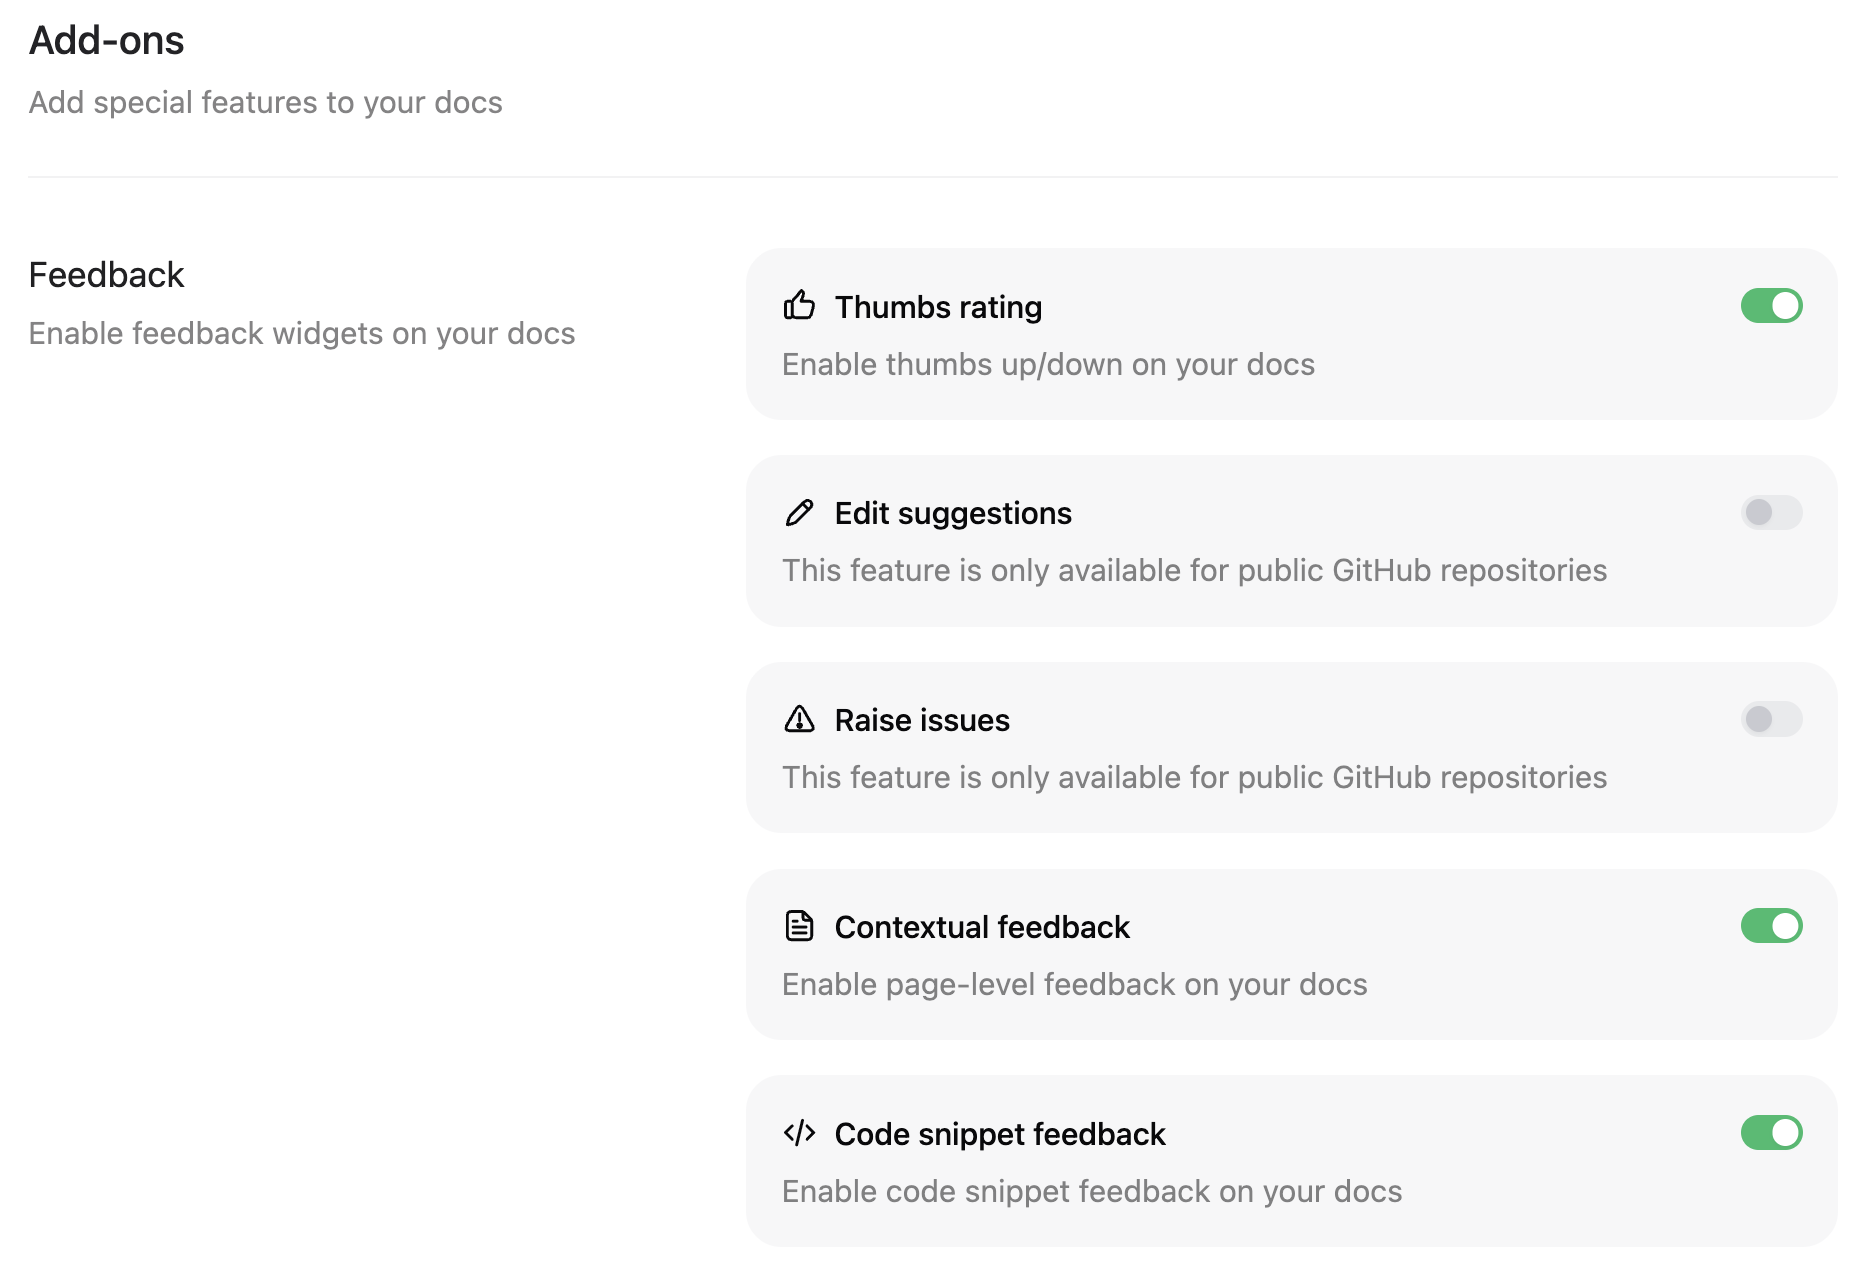 Add-ons
Add special features to your docs
Feedback
Enable feedback widgets on your docs
Thumbs rating
Enable thumbs up/down on your docs
Edit suggestions
This feature is only available for public GitHub repositories
Raise issues
This feature is only available for public GitHub repositories
Contextual feedback
Enable page-level feedback on your docs
Code snippet feedback
Enable code snippet feedback on your docs